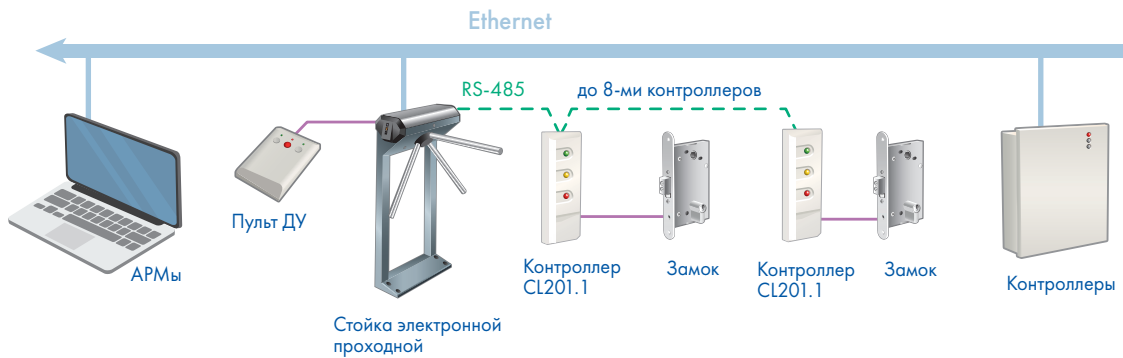 Ethernet
RS-485
до 8-ми контроллеров
Пульт ДУ
АРМы
Стойка электронной
проходной
Контроллер
CL201.1
Замок
Контроллер
CL201.1
Замок
Контроллеры